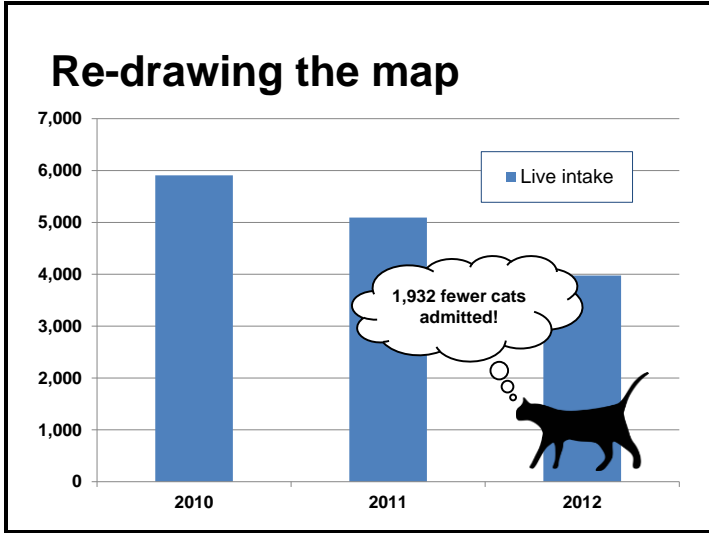 Re-drawing the map
7,000
6,000
5,000
4,000
3,000
2,000
1,000
0
Live intake
1,932 fewer cats
admitted!
2010
2011
2012